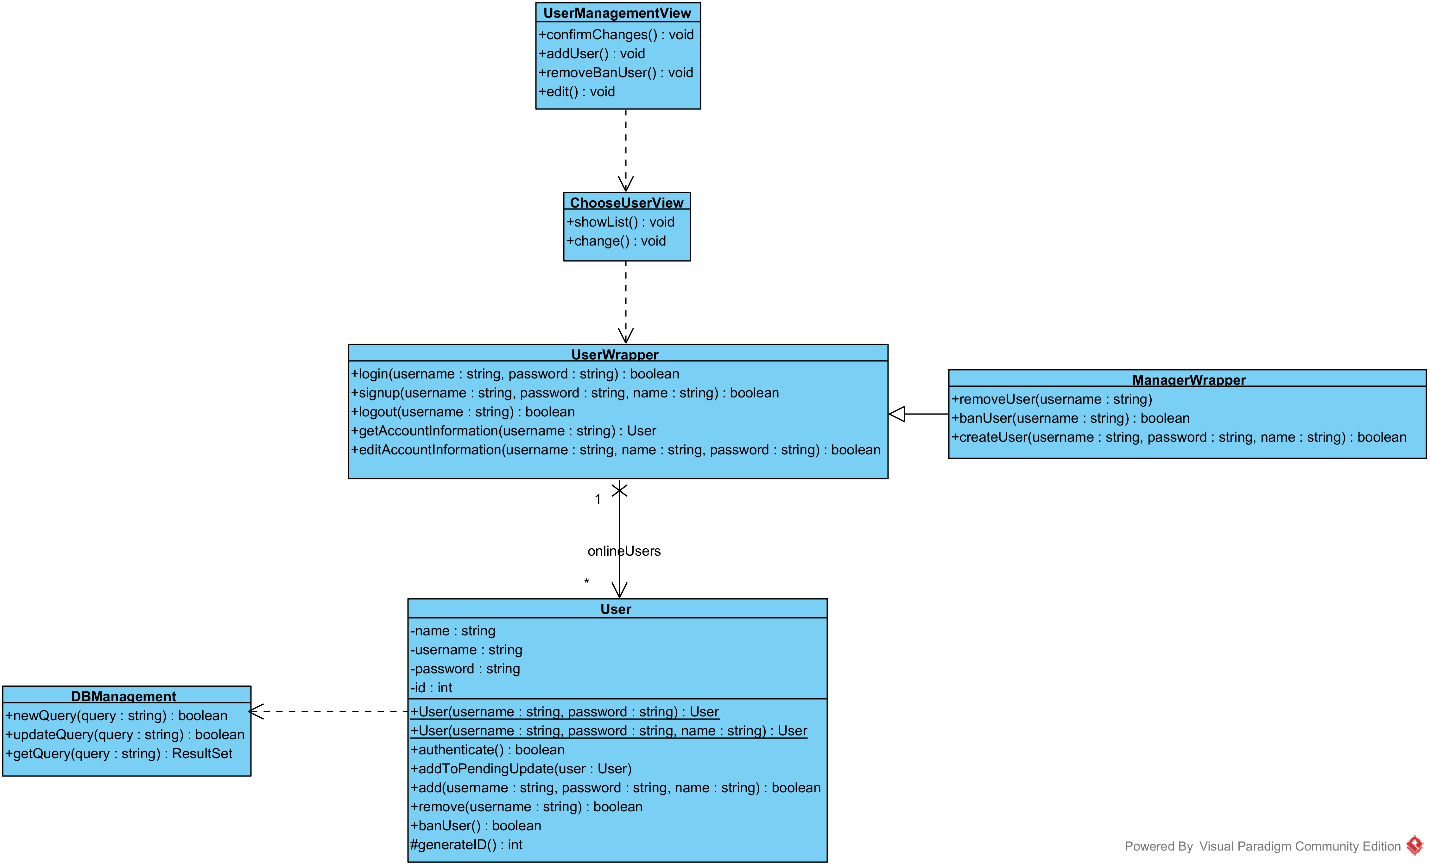 UserManagementView
+confirmChanges() : void
+addUser() : void
+removeBanUser() : void
+edit() : void
ChooseUserView
+showList() : void
+change() : void
UserWrapper
+login(username : string, password : string) : boolean
+signup(username : string, password : string, name : string) : boolean
+logout(username : string) : boolean
+getAccountInformation(username : string) : User
+editAccountInformation(username : string, name : string, password : string) : boolean
ManagerWrapper
+removeUser(username : string)
+banUser(username : string) : boolean
+createUser(username : string, password : string, name : string) : boolean
1
onlineUsers
*
User
-name : string
-username : string
-password : string
-id : int
+User(username : string, password : string) : User
+User(username : string, password : string, name : string) : User
+authenticate() : boolean
+addToPendingUpdate(user : User)
+add(username : string, password : string, name : string) : boolean
+remove(username : string) : boolean
+banUser() : boolean
#generateID() : int
DBManagement
+newQuery(query : string) : boolean
+updateQuery(query : string) : boolean
+getQuery(query : string) : ResultSet
Powered By Visual Paradigm Community Edition